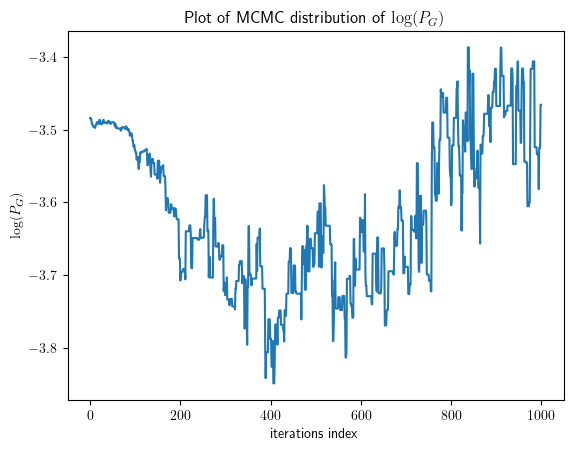 Plot of MCMC distribution of log(P_G)
log(P_G)
−3.4
−3.5
−3.6
−3.7
−3.8
0 200 400 600 800 1000
iterations index